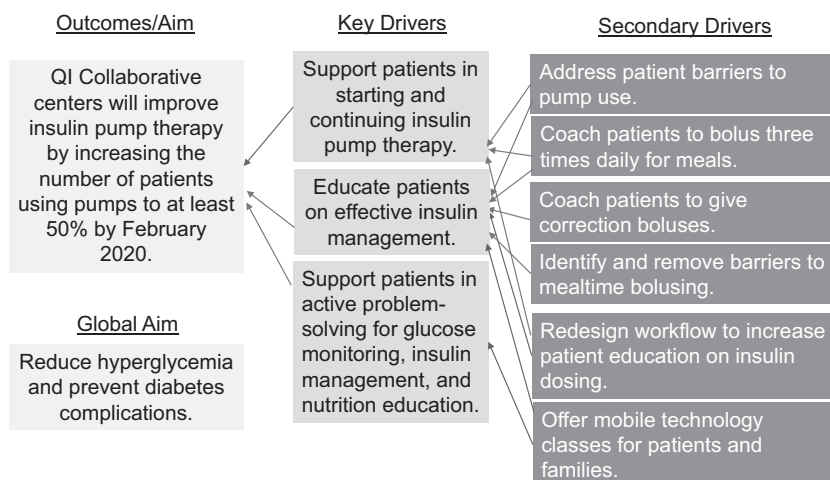 Outcomes/Aim
QI Collaborative
centers will improve
insulin pump therapy
by increasing the
number of patients
using pumps to at least
50% by February
2020.
Global Aim
Reduce hyperglycemia
and prevent diabetes
complications.
Key Drivers
Support patients in
starting and
continuing insulin
pump therapy.
Educate patients
on effective insulin
management.
Support patients in
active problem-
solving for glucose
monitoring, insulin
management, and
nutrition education.
Secondary Drivers
Address patient barriers to
pump use.
Coach patients to bolus three
times daily for meals.
Coach patients to give
correction boluses.
Identify and remove barriers to
mealtime bolusing.
Redesign workflow to increase
patient education on insulin
dosing.
Offer mobile technology
classes for patients and
families.